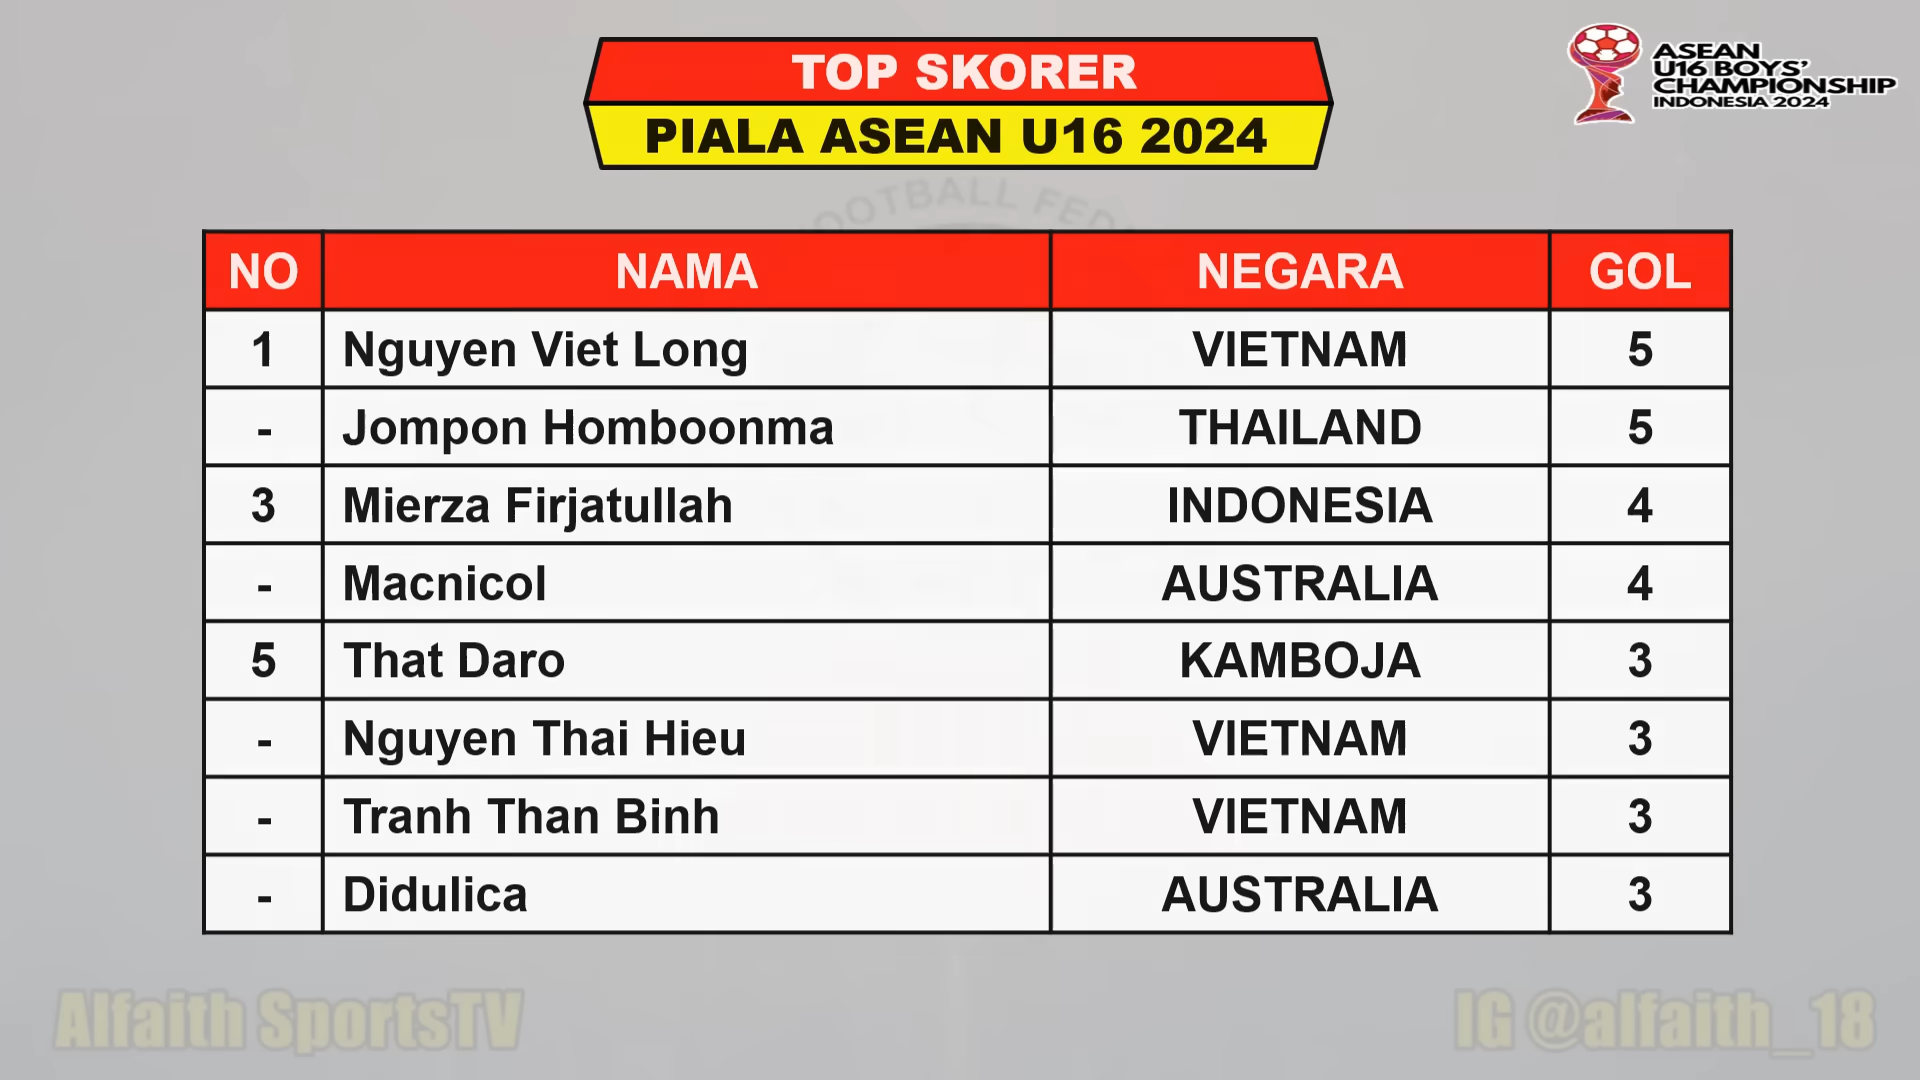 TOP SKORER
PIALA ASEAN U16 2024
ASEAN
U16 BOYS'
CHAMPIONSHIP
INDONESIA 2024
OOTBALL FED
NO NAMA NEGARA GOL
1 Nguyen Viet Long VIETNAM 5
- Jompon Homboonma THAILAND 5
3 Mierza Firjatullah INDONESIA 4
- Macnicol AUSTRALIA 4
5 That Daro KAMBOJA 3
- Nguyen Thai Hieu VIETNAM 3
- Tranh Than Binh VIETNAM 3
- Didulica AUSTRALIA 3
Alfaith SportsTV
IG @alfaith_18